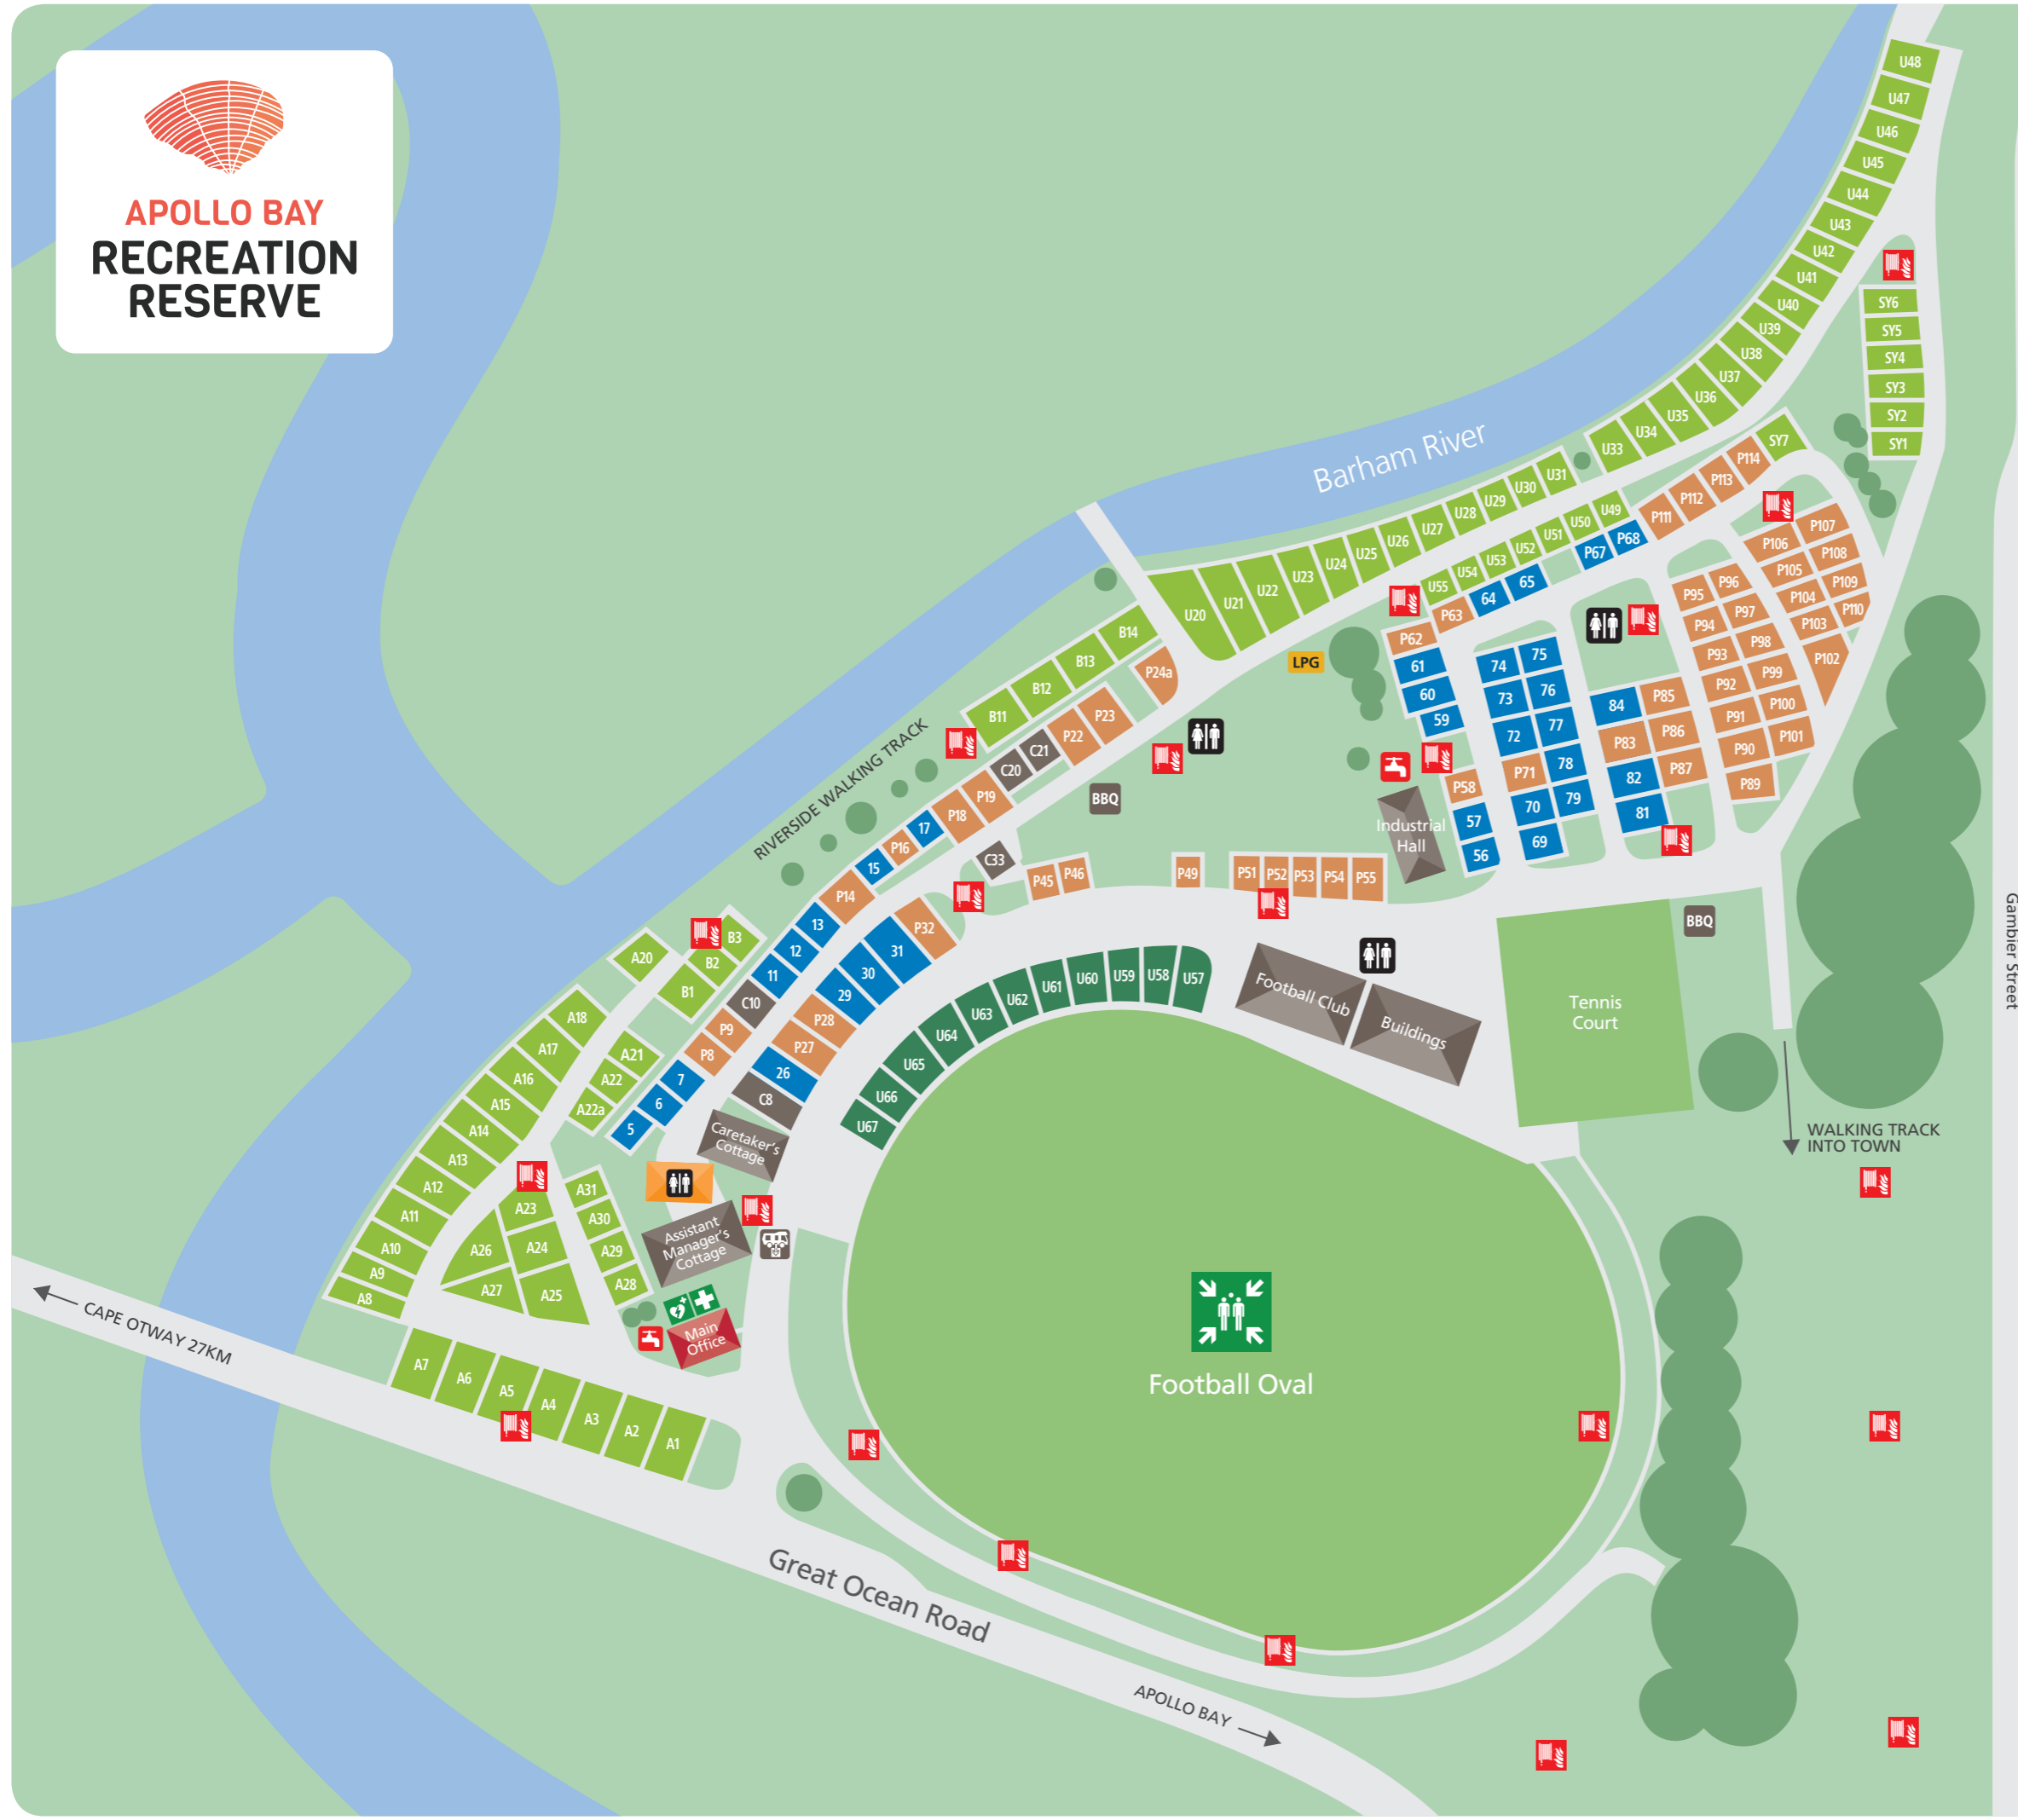 APOLLO BAY
RECREATION
RESERVE
U48
U47
U46
U45
U44
U43
U42
U41
U40
U39
U38
U37
U36
U35
U34
U33
SY6
SY5
SY4
SY3
SY2
SY1
SY7
Barham River
U31
U30
U29
U28
U27
U26
U25
U24
U23
U22
U21
U20
U49
U50
U51
U52
U53
U54
U55
P114
P113
P112
P111
P68
P67
65
64
P63
P62
61
60
59
P58
57
56
74
75
73
76
72
77
P71
78
70
79
69
84
P85
P83
P86
82
P87
81
P95
P96
P94
P97
P93
P98
P92
P99
P91
P100
P90
P101
P89
P107
P106
P108
P105
P109
P104
P110
P103
P102
LPG
BBQ
Industrial
Hall
B14
B13
B12
B11
P24a
P23
P22
C21
C20
P19
P18
17
P16
15
P14
13
12
11
C10
P9
P8
7
6
5
RIVERSIDE WALKING TRACK
C33
P45
P46
P49
P51
P52
P53
P54
P55
P32
31
30
29
P28
P27
26
C8
B3
B2
B1
A20
A18
A17
A16
A15
A14
A13
A12
A11
A10
A9
A8
A21
A22
A22a
A23
A26
A24
A27
A25
A31
A30
A29
A28
U57
U58
U59
U60
U61
U62
U63
U64
U65
U66
U67
Football Club
Buildings
Tennis
Court
BBQ
Gambier Street
WALKING TRACK
INTO TOWN
Caretaker's
Cottage
Assistant
Manager's
Cottage
Main
Office
Football Oval
A7
A6
A5
A4
A3
A2
A1
CAPE OTWAY 27KM
Great Ocean Road
APOLLO BAY